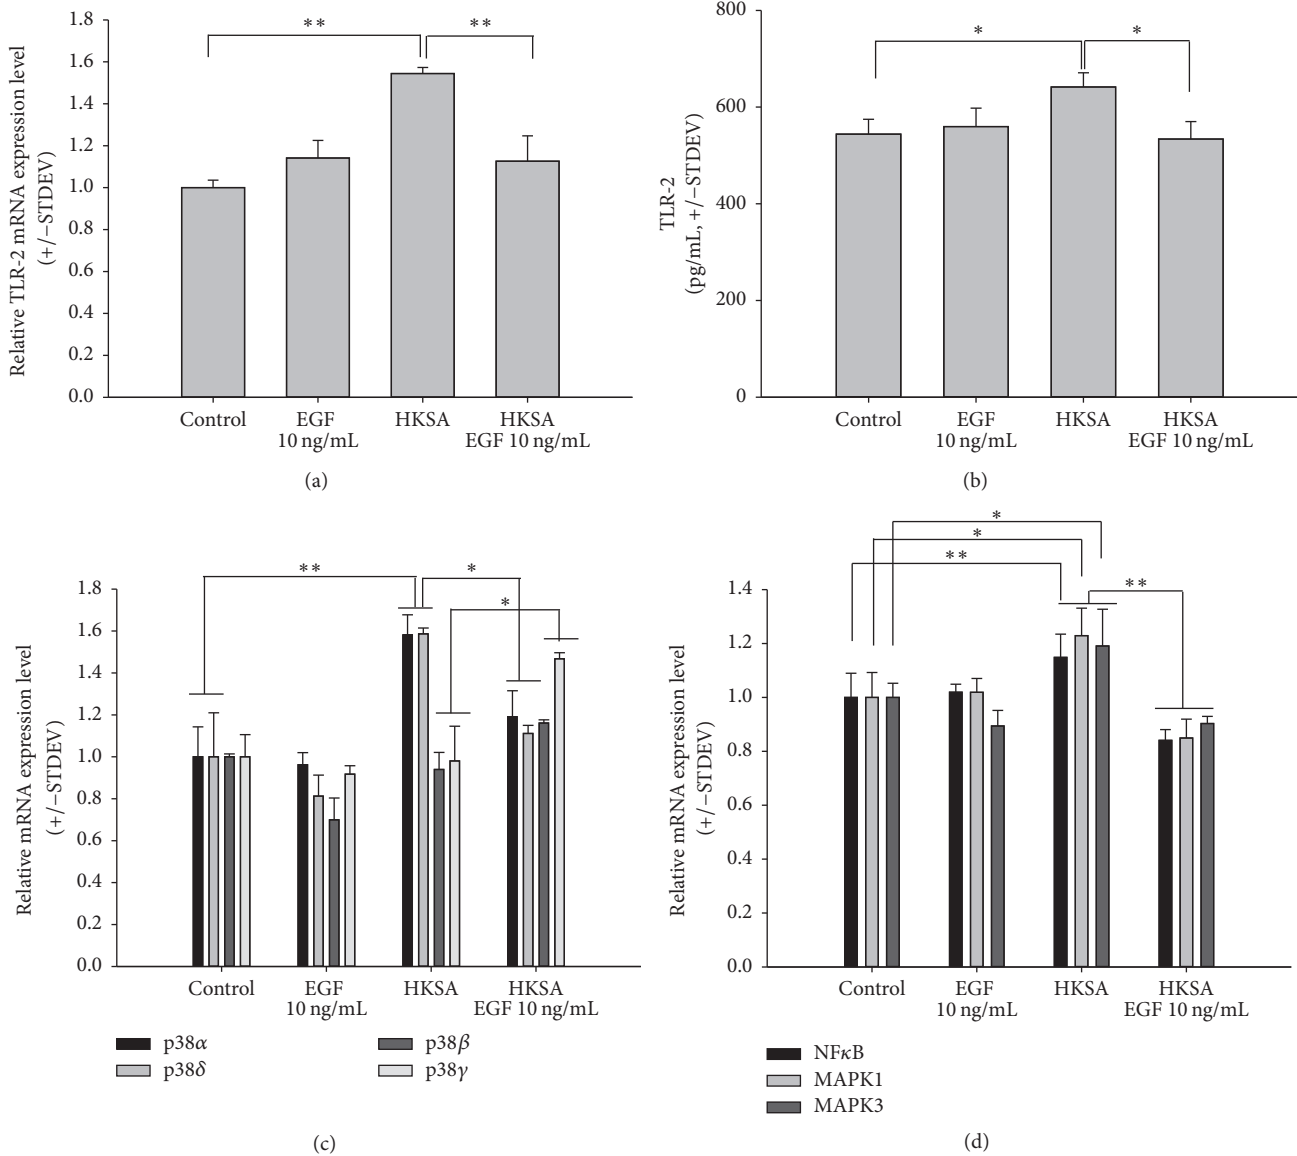 Relative TLR-2 mRNA expression level
(+/−STDEV)
1.8
1.6
1.4
1.2
1.0
0.8
0.6
0.4
0.2
0.0
** **
Control EGF HKSA HKSA
10 ng/mL EGF 10 ng/mL
(a)
TLR-2
(pg/mL, +/−STDEV)
800
600
400
200
0
* *
Control EGF HKSA HKSA
10 ng/mL EGF 10 ng/mL
(b)
Relative mRNA expression level
(+/−STDEV)
1.8
1.6
1.4
1.2
1.0
0.8
0.6
0.4
0.2
0.0
** *
*
Control EGF HKSA HKSA
10 ng/mL EGF 10 ng/mL
p38α p38β
p38δ p38γ
(c)
Relative mRNA expression level
(+/−STDEV)
1.4
1.2
1.0
0.8
0.6
0.4
0.2
0.0
*
*
**
**
Control EGF HKSA HKSA
10 ng/mL EGF 10 ng/mL
NFκB
MAPK1
MAPK3
(d)